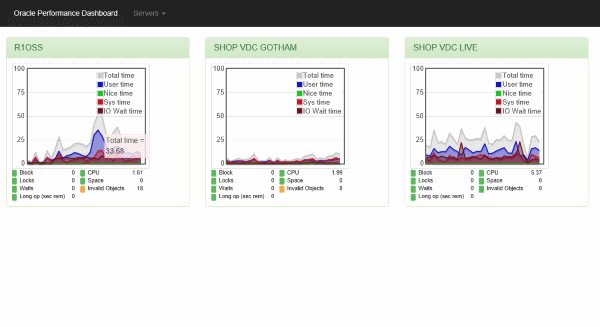 Oracle Performance Dashboard Servers
R1OSS
100
75
50
25
0
Total time
User time
Nice time
Sys time
IO Wait time
Total time =
33.68
Block 0 CPU 1.61
Locks 0 Space 0
Waits 0 Invalid Objects 18
Long op (sec rem) 0
SHOP VDC GOTHAM
100
75
50
25
0
Total time
User time
Nice time
Sys time
IO Wait time
Block 0 CPU 1.99
Locks 0 Space 0
Waits 0 Invalid Objects 8
Long op (sec rem) 0
SHOP VDC LIVE
100
75
50
25
0
Total time
User time
Nice time
Sys time
IO Wait time
Block 0 CPU 5.37
Locks 0 Space 0
Waits 0 Invalid Objects 0
Long op (sec rem) 0